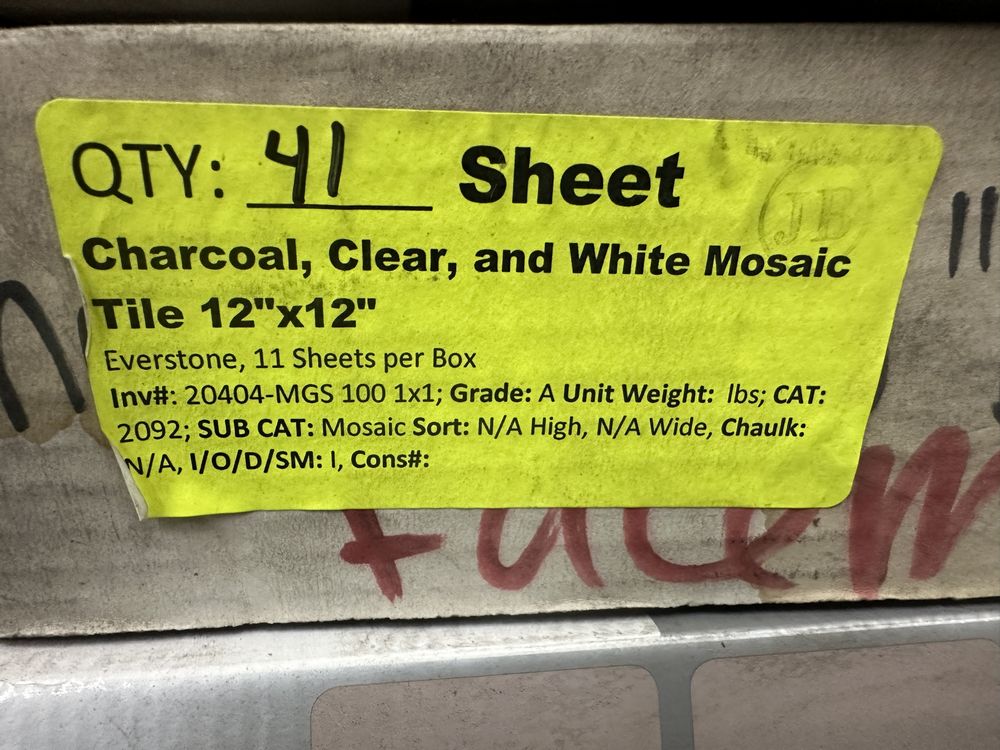 QTY: 41 Sheet
JB
Charcoal, Clear, and White Mosaic
Tile 12"x12"
Everstone, 11 Sheets per Box
Inv#: 20404-MGS 100 1x1; Grade: A Unit Weight: lbs; CAT:
2092; SUB CAT: Mosaic Sort: N/A High, N/A Wide, Chaulk:
N/A, I/O/D/SM: I, Cons#: